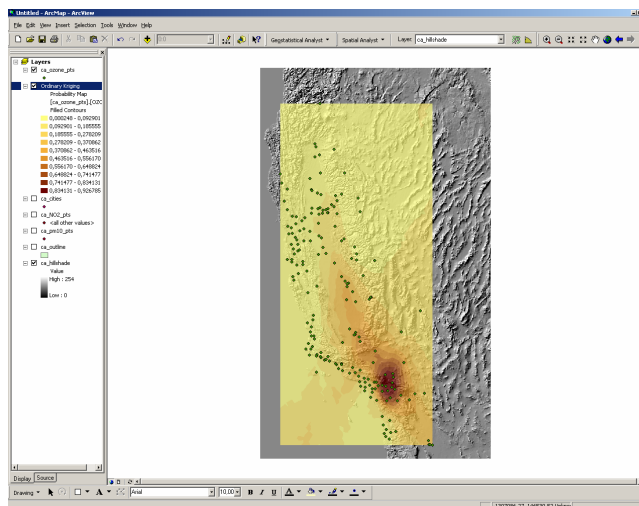 Untitled - ArcMap - ArcView
File Edit View Insert Selection Tools Window Help
Geostatistical Analyst Spatial Analyst Layer: ca_hillshade
Layers
ca_ozone_pts
Ordinary Kriging
Probability Map
[ca_ozone_pts].[OZO
Filled Contours
0,000248 - 0,092901
0,092901 - 0,185555
0,185555 - 0,278209
0,278209 - 0,370862
0,370862 - 0,463516
0,463516 - 0,556170
0,556170 - 0,648824
0,648824 - 0,741477
0,741477 - 0,834131
0,834131 - 0,926785
ca_cities
ca_NO2_pts
<all other values>
ca_pm10_pts
ca_outline
ca_hillshade
Value
High : 254
Low : 0
Display Source
Drawing A Arial 10,00 B I U A